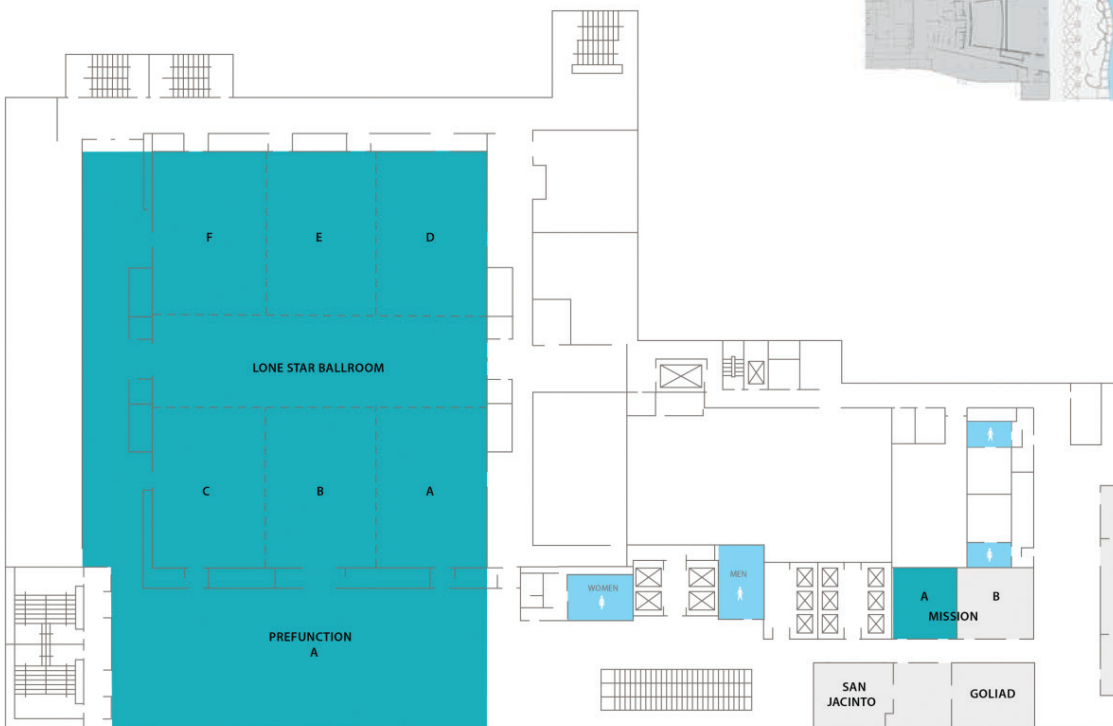 F
E
D
LONE STAR BALLROOM
C
B
A
WOMEN
MEN
A
B
MISSION
PREFUNCTION
A
SAN
JACINTO
GOLIAD